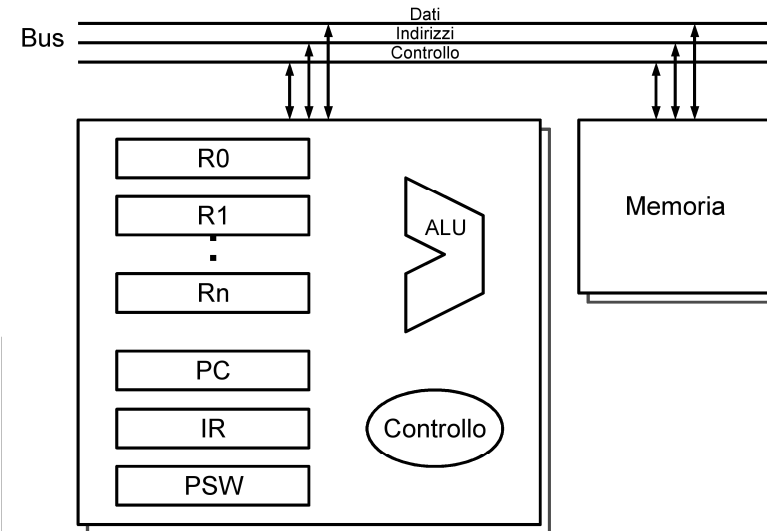 Dati
Bus
Indirizzi
Controllo
R0
R1
ALU
Memoria
Rn
PC
IR
Controllo
PSW